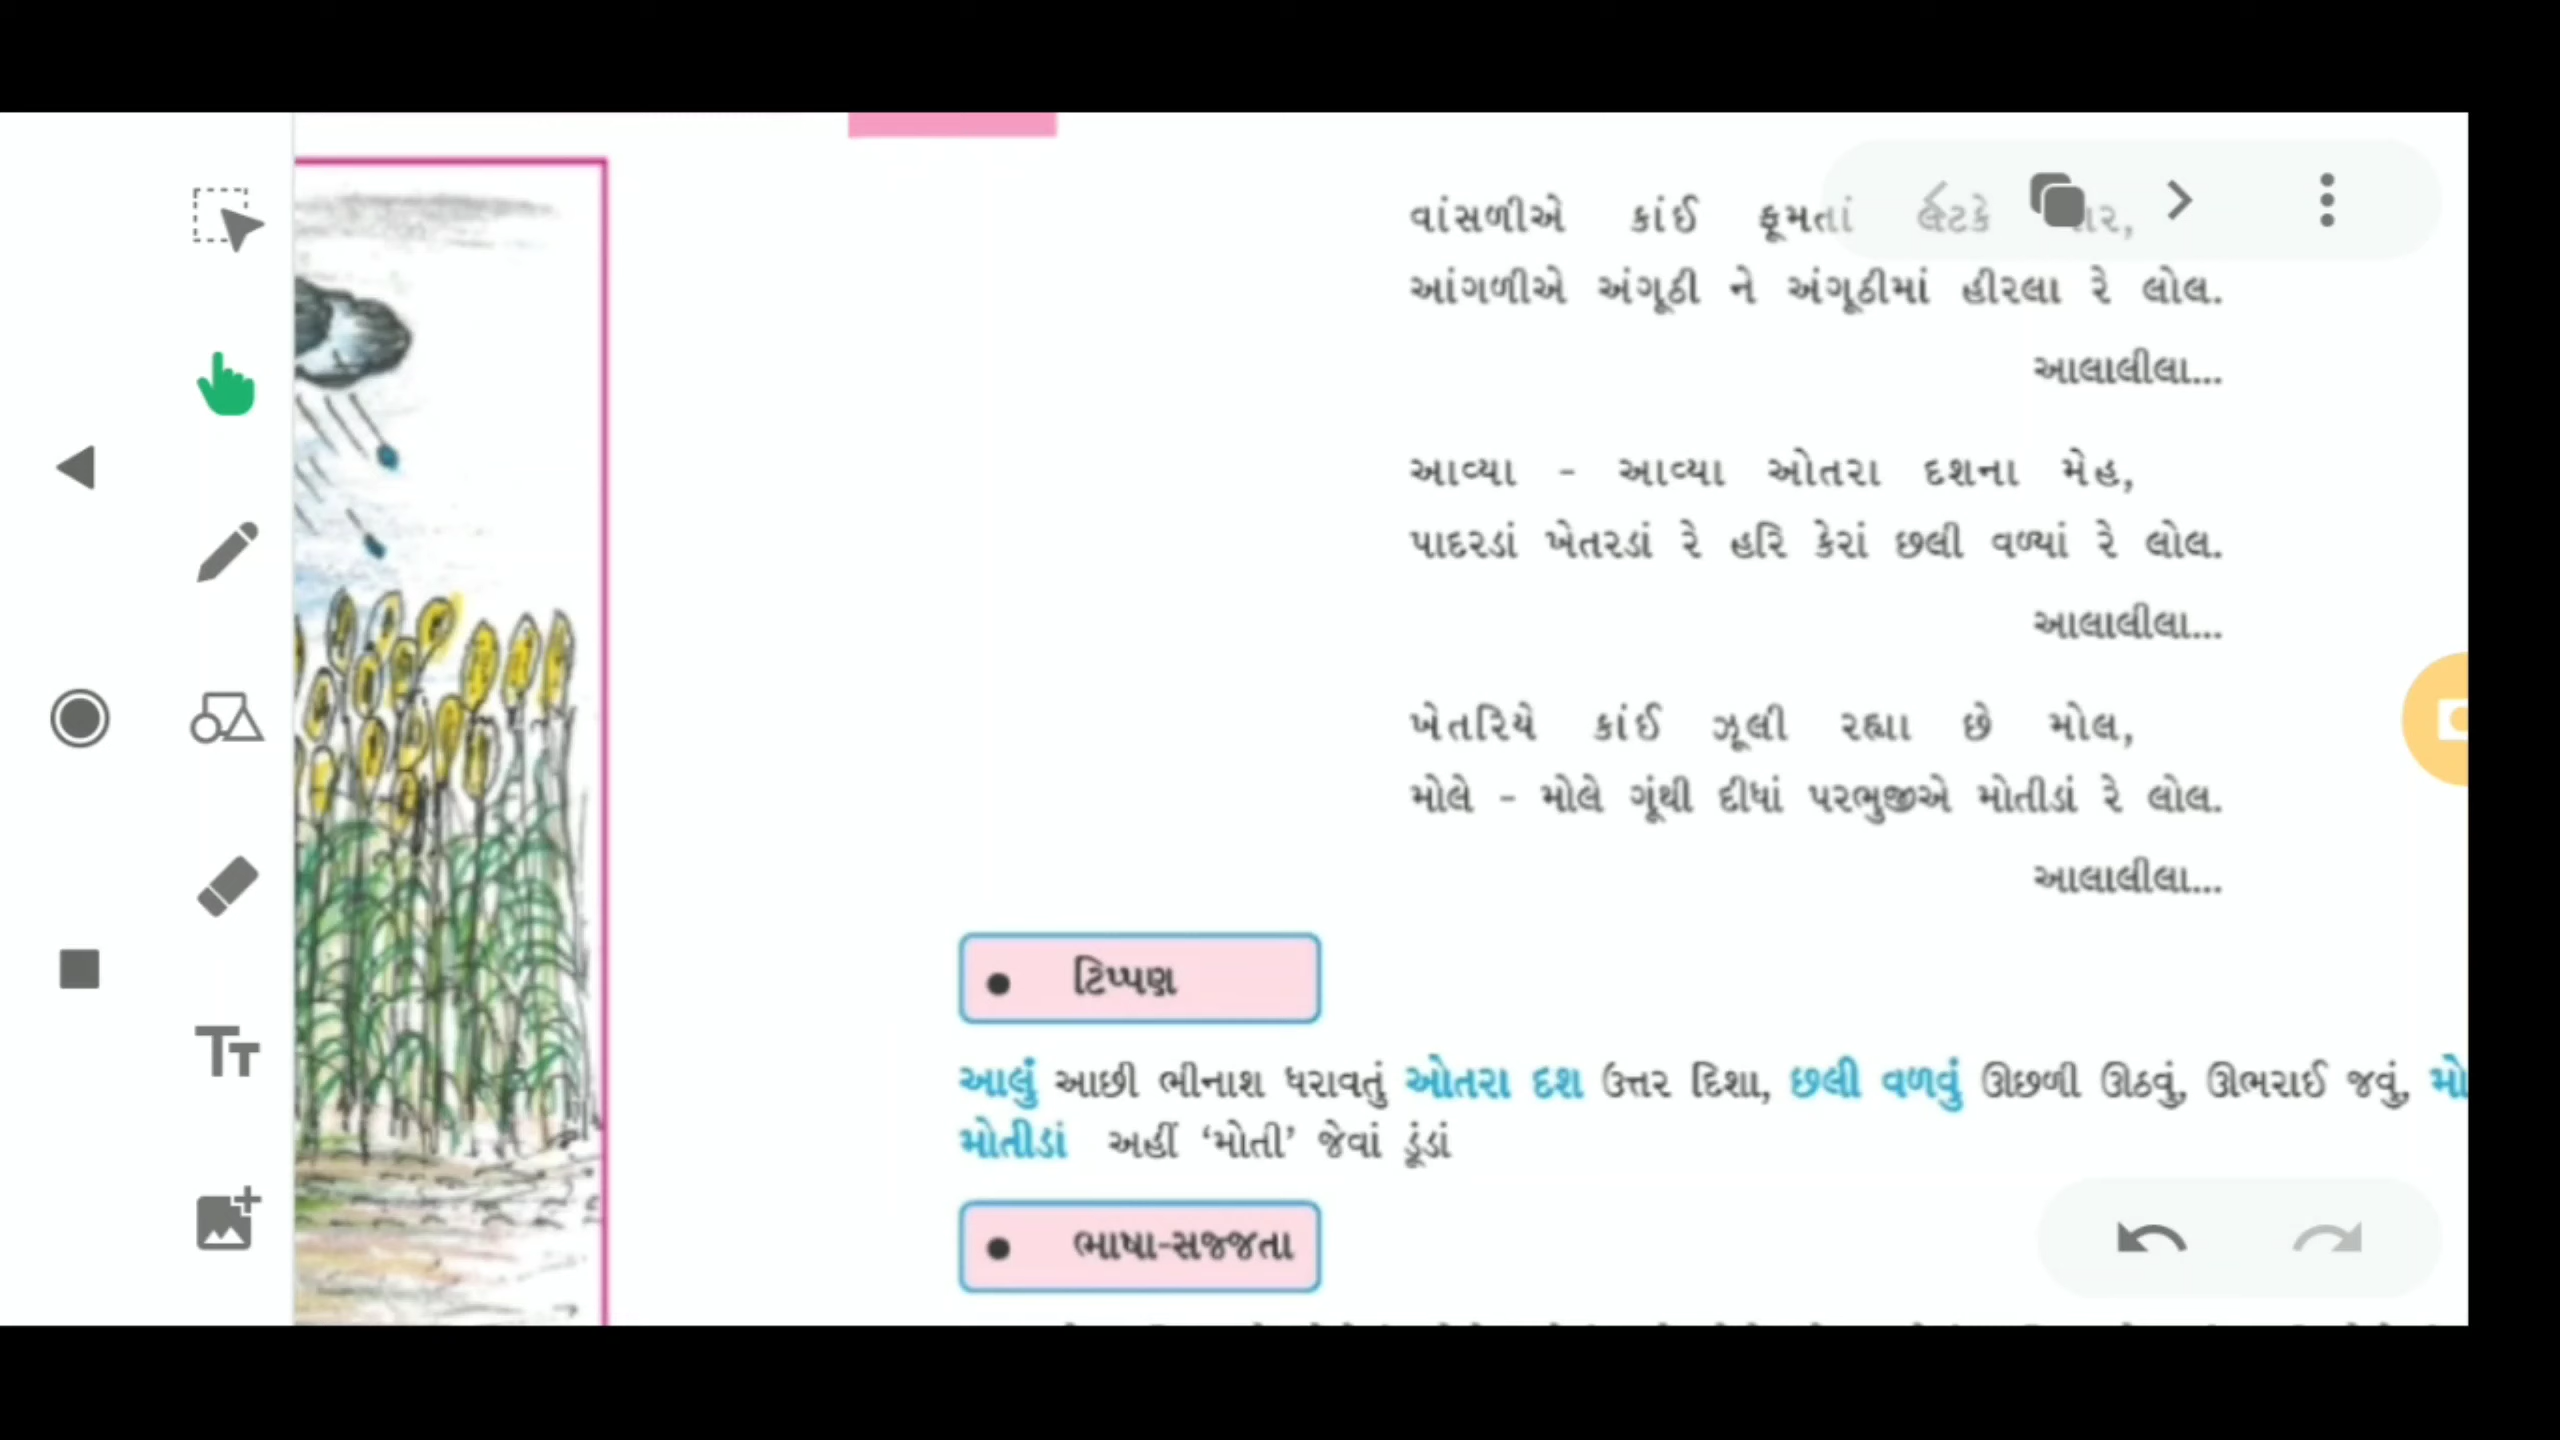 વાંસળીએ કાંઈ ફૂમતાં લટકે
આંગળીએ અંગૂઠી ને અંગૂઠીમાં હીરલા રે લોલ.
આલાલીલા...
આવ્યા - આવ્યા ઓતરા દશના મેહ,
પાદરડાં ખેતરડાં રે હરિ કેરાં છલી વળ્યાં રે લોલ.
આલાલીલા...
ખેતરિયે કાંઈ ઝૂલી રહ્યા છે મોલ,
મોલે - મોલે ગૂંથી દીધાં પરભુજીએ મોતીડાં રે લોલ.
આલાલીલા...
• ટિપ્પણ
આલું આછી ભીનાશ ધરાવતું ઓતરા દશ ઉત્તર દિશા, છલી વળવું ઊછળી ઊઠવું, ઊભરાઈ જવું,
મોતીડાં અહીં ‘મોતી’ જેવાં ડૂંડાં
• ભાષા-સજ્જતા